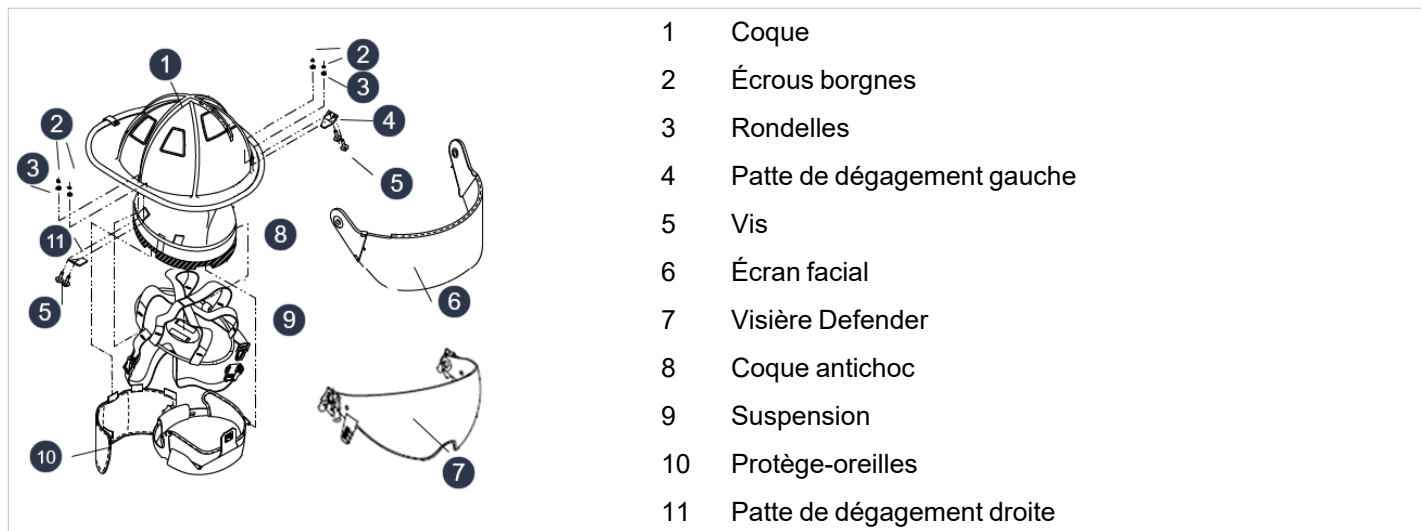 1
2
3
4
2
3
5
11
8
6
5
9
10
7
1 Coque
2 Écrous borgnes
3 Rondelles
4 Patte de dégagement gauche
5 Vis
6 Écran facial
7 Visière Defender
8 Coque antichoc
9 Suspension
10 Protège-oreilles
11 Patte de dégagement droite